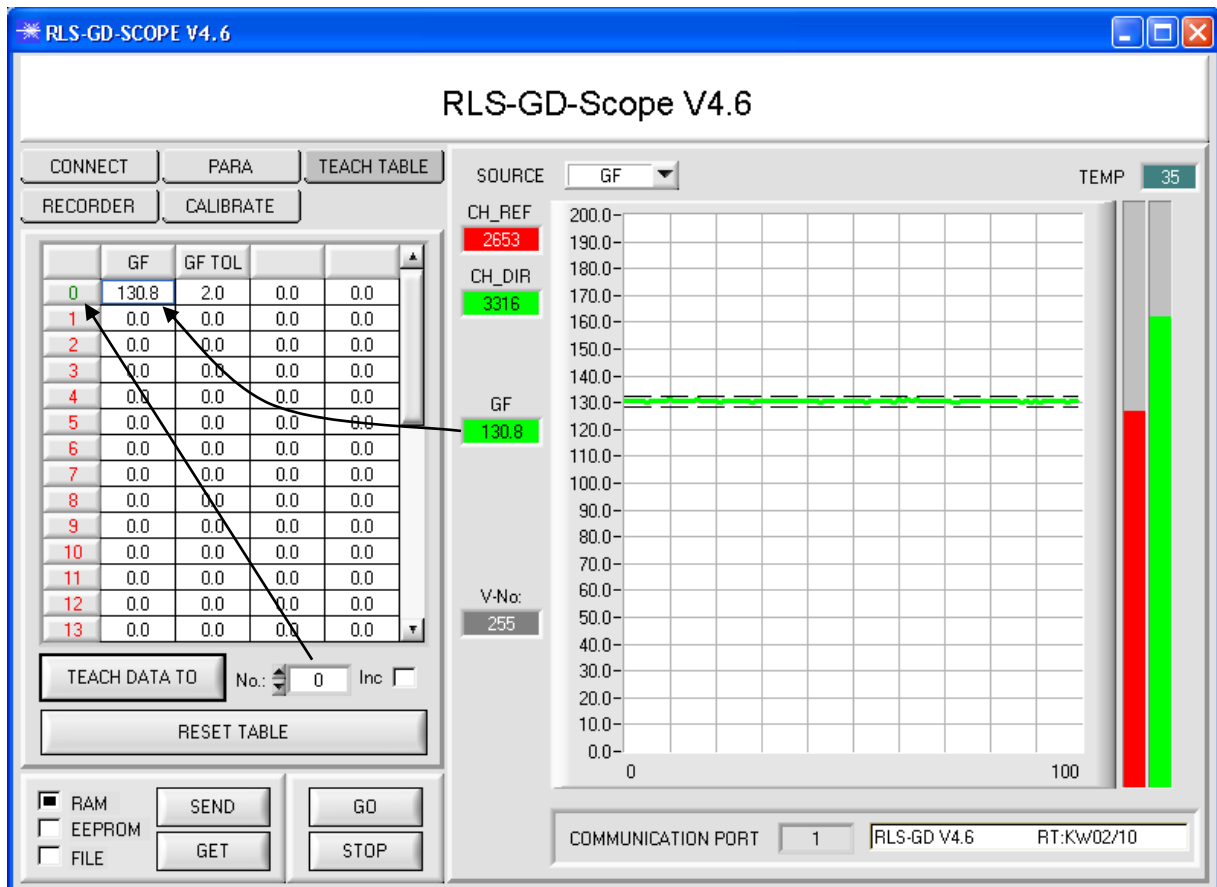 RLS-GD-SCOPE V4.6
RLS-GD-Scope V4.6
CONNECT PARA TEACH TABLE
RECORDER CALIBRATE
GF GF TOL
0 130.8 2.0 0.0 0.0
1 0.0 0.0 0.0 0.0
2 0.0 0.0 0.0 0.0
3 0.0 0.0 0.0 0.0
4 0.0 0.0 0.0 0.0
5 0.0 0.0 0.0 0.0
6 0.0 0.0 0.0 0.0
7 0.0 0.0 0.0 0.0
8 0.0 0.0 0.0 0.0
9 0.0 0.0 0.0 0.0
10 0.0 0.0 0.0 0.0
11 0.0 0.0 0.0 0.0
12 0.0 0.0 0.0 0.0
13 0.0 0.0 0.0 0.0
TEACH DATA TO No.: 0 Inc
RESET TABLE
RAM SEND GO
EEPROM
FILE GET STOP
SOURCE GF TEMP 35
CH_REF
2653
CH_DIR
3316
GF
130.8
V-No:
255
200.0
190.0
180.0
170.0
160.0
150.0
140.0
130.0
120.0
110.0
100.0
90.0
80.0
70.0
60.0
50.0
40.0
30.0
20.0
10.0
0.0
0 100
COMMUNICATION PORT 1 RLS-GD V4.6 RT:KW02/10